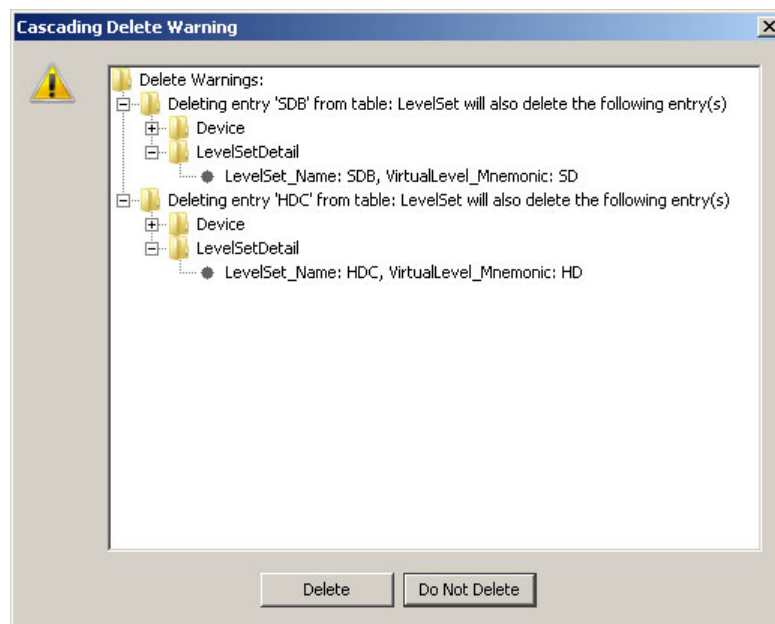 Cascading Delete Warning
Delete Warnings:
Deleting entry 'SDB' from table: LevelSet will also delete the following entry(s)
Device
LevelSetDetail
LevelSet_Name: SDB, VirtualLevel_Mnemonic: SD
Deleting entry 'HDC' from table: LevelSet will also delete the following entry(s)
Device
LevelSetDetail
LevelSet_Name: HDC, VirtualLevel_Mnemonic: HD
Delete Do Not Delete